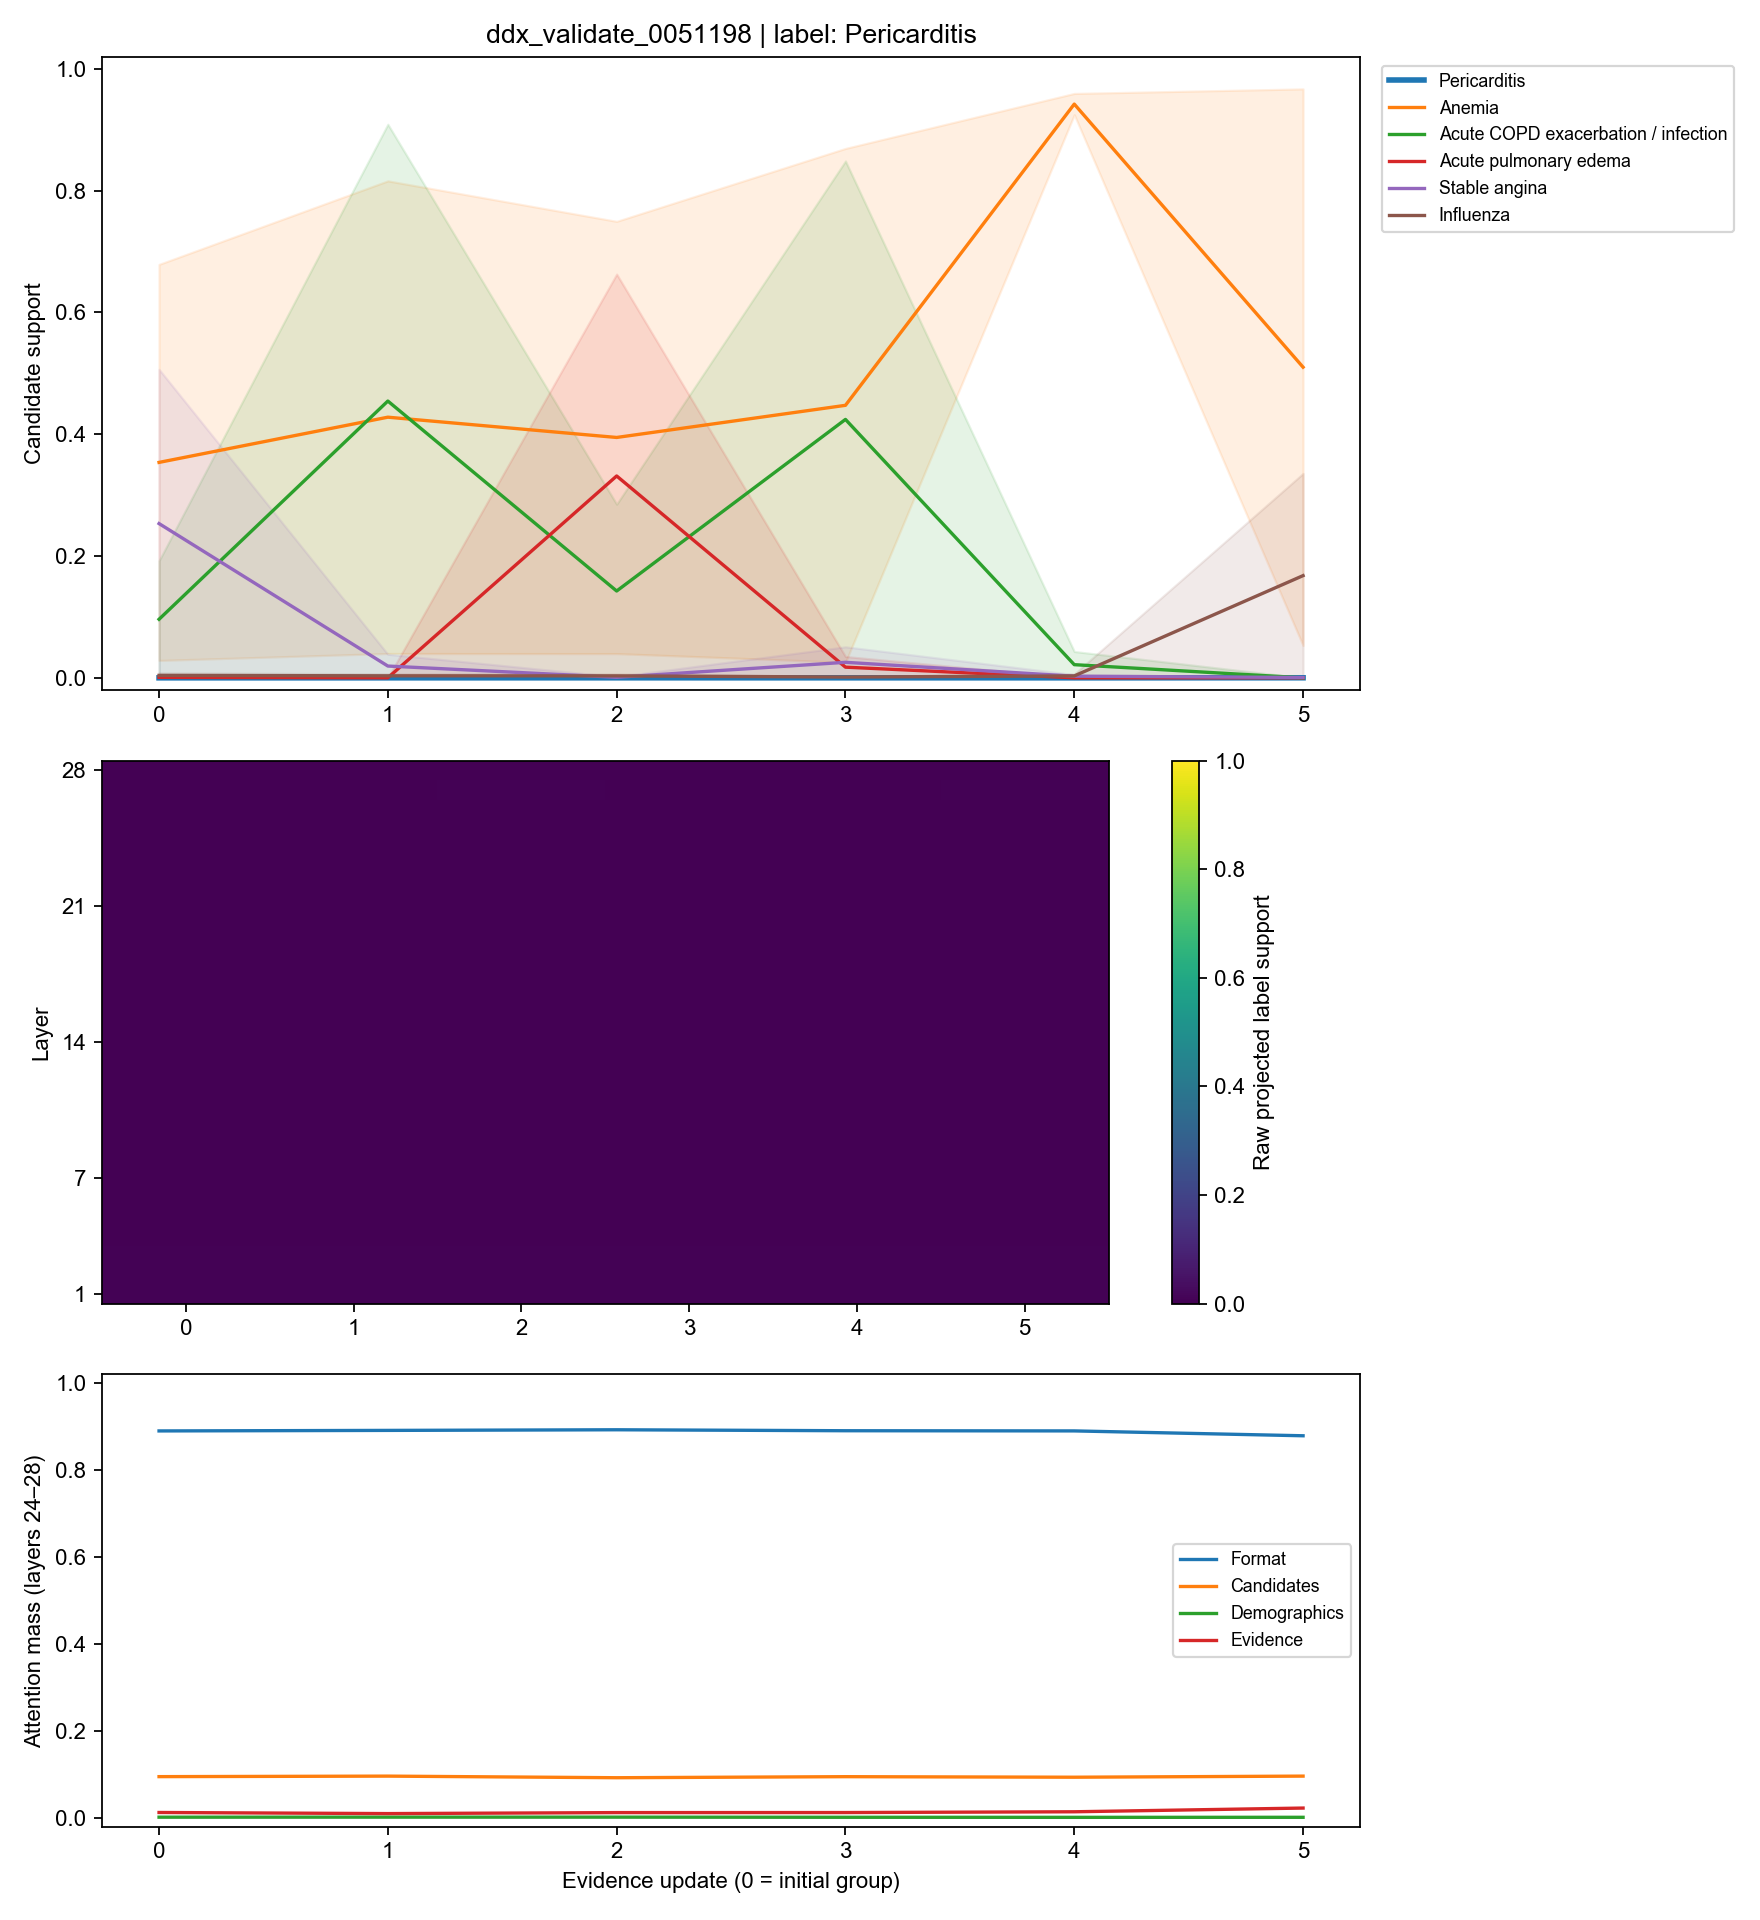 ddx_validate_0051198 | label: Pericarditis
Candidate support
1.0
0.8
0.6
0.4
0.2
0.0
0 1 2 3 4 5
Pericarditis
Anemia
Acute COPD exacerbation / infection
Acute pulmonary edema
Stable angina
Influenza
Layer
28
21
14
7
1
0 1 2 3 4 5
1.0
0.8
0.6
0.4
0.2
0.0
Raw projected label support
Attention mass (layers 24–28)
1.0
0.8
0.6
0.4
0.2
0.0
Format
Candidates
Demographics
Evidence
0 1 2 3 4 5
Evidence update (0 = initial group)